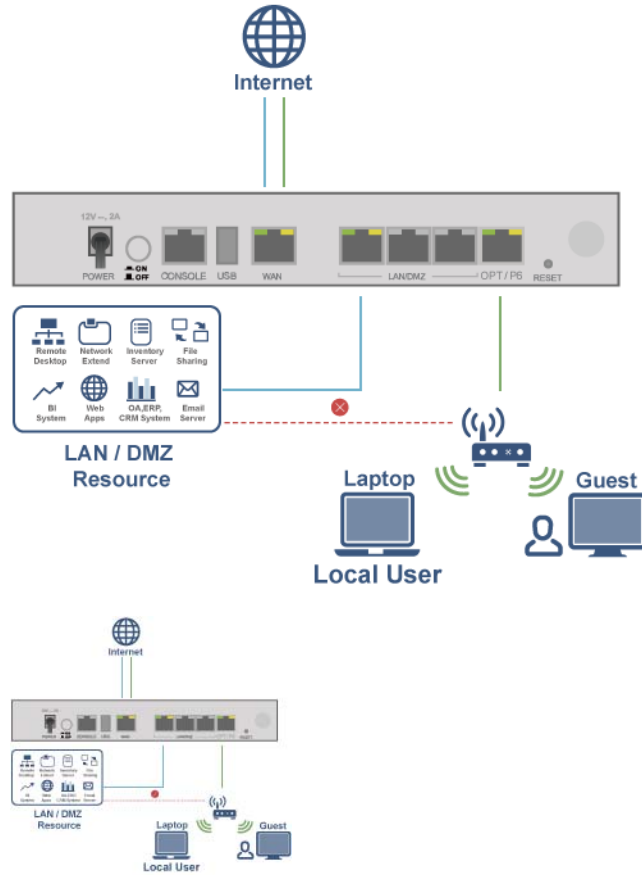 Internet
12V⎓, 2A
POWER
ON
OFF
CONSOLE
USB
WAN
LAN/DMZ
OPT / P6
RESET
Remote Desktop
Network Extend
Inventory Server
File Sharing
BI System
Web Apps
OA,ERP, CRM System
Email Server
LAN / DMZ
Resource
Laptop
Guest
Local User
Internet
LAN / DMZ
Resource
Laptop
Guest
Local User